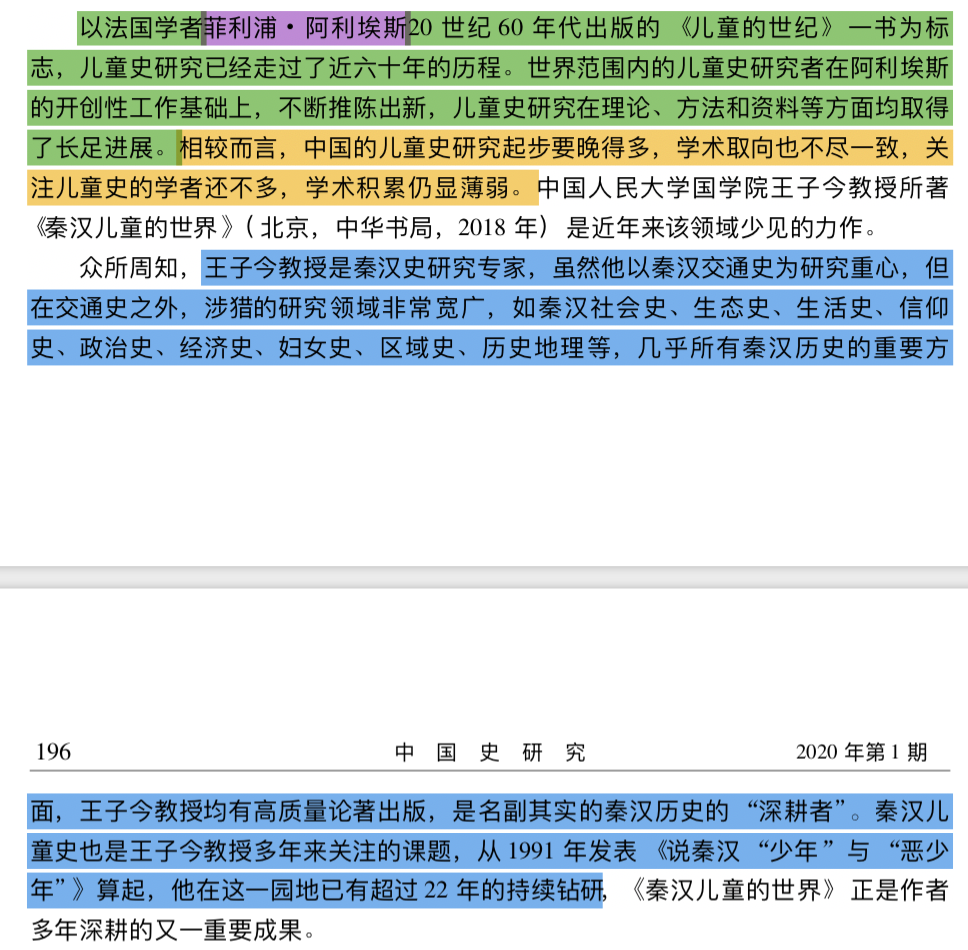 以法国学者菲利浦·阿利埃斯20 世纪 60 年代出版的《儿童的世纪》一书为标
志，儿童史研究已经走过了近六十年的历程。世界范围内的儿童史研究者在阿利埃斯
的开创性工作基础上，不断推陈出新，儿童史研究在理论、方法和资料等方面均取得
了长足进展。相较而言，中国的儿童史研究起步要晚得多，学术取向也不尽一致，关
注儿童史的学者还不多，学术积累仍显薄弱。中国人民大学国学院王子今教授所著
《秦汉儿童的世界》（北京，中华书局，2018 年）是近年来该领域少见的力作。
众所周知，王子今教授是秦汉史研究专家，虽然他以秦汉交通史为研究重心，但
在交通史之外，涉猎的研究领域非常宽广，如秦汉社会史、生态史、生活史、信仰
史、政治史、经济史、妇女史、区域史、历史地理等，几乎所有秦汉历史的重要方
196 中国史研究 2020 年第 1 期
面，王子今教授均有高质量论著出版，是名副其实的秦汉历史的“深耕者”。秦汉儿
童史也是王子今教授多年来关注的课题，从 1991 年发表《说秦汉“少年”与“恶少
年”》算起，他在这一园地已有超过 22 年的持续钻研，《秦汉儿童的世界》正是作者
多年深耕的又一重要成果。